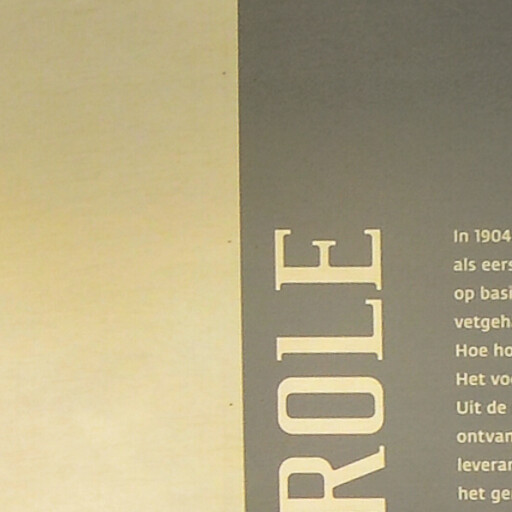 ROLE
In 1904
als eers
op basi
vetgeh
Hoe ho
Het vo
Uit de
ontvan
leveran
het ge